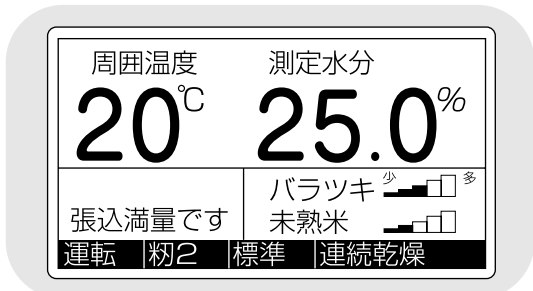 周囲温度 測定水分
20℃ 25.0%
バラツキ 少 多
張込満量です 未熟米
運転 籾2 標準 連続乾燥